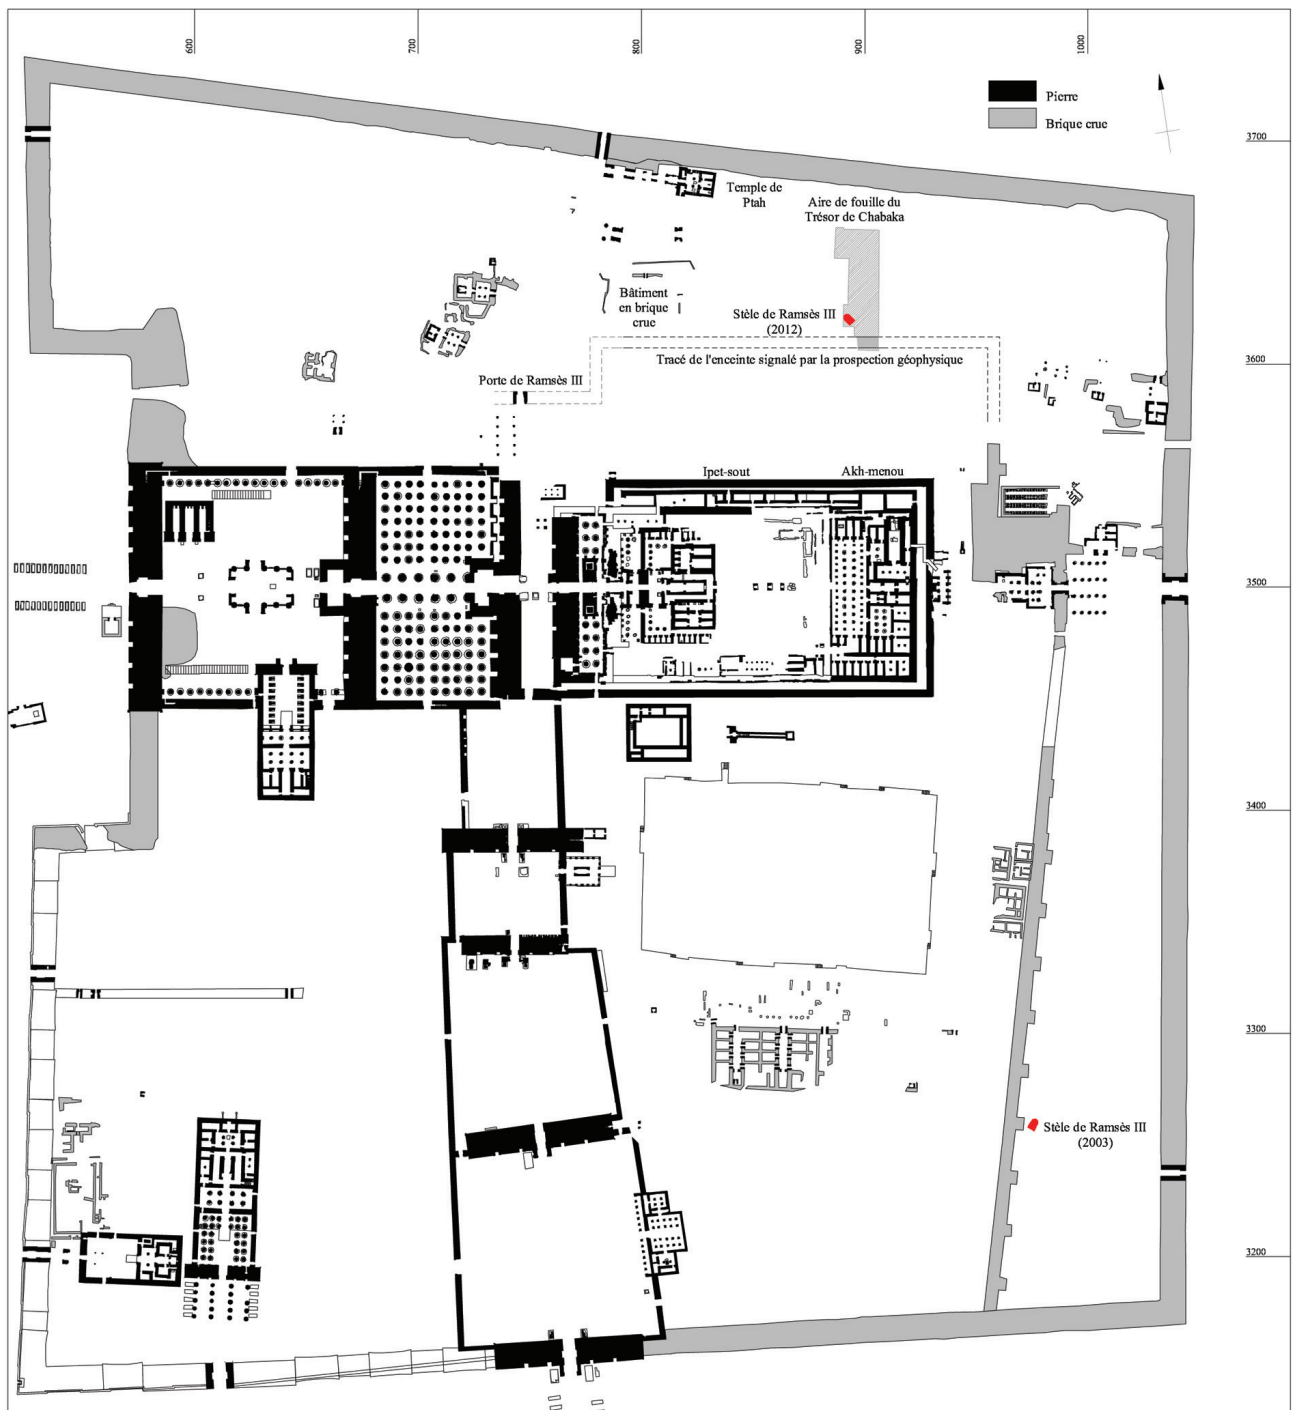 600
700
800
900
1000
Pierre
Brique crue
3700
Temple de
Ptah
Aire de fouille du
Trésor de Chabaka
Bâtiment
en brique
crue
Stèle de Ramsès III
(2012)
Tracé de l'enceinte signalé par la prospection géophysique
3600
Porte de Ramsès III
Ipet-sout
Akh-menou
3500
3400
3300
Stèle de Ramsès III
(2003)
3200